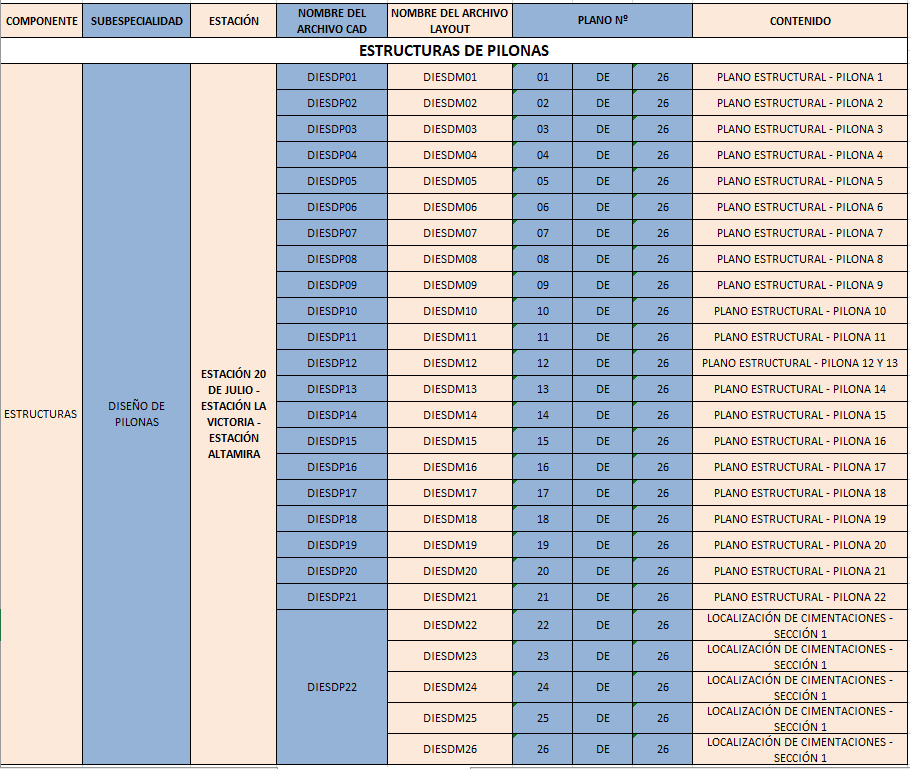 COMPONENTE SUBESPECIALIDAD ESTACIÓN NOMBRE DEL ARCHIVO CAD NOMBRE DEL ARCHIVO LAYOUT PLANO Nº CONTENIDO
ESTRUCTURAS DE PILONAS
ESTRUCTURAS
DISEÑO DE
PILONAS
ESTACIÓN 20
DE JULIO -
ESTACIÓN LA
VICTORIA -
ESTACIÓN
ALTAMIRA
DIESDP01 DIESDM01 01 DE 26 PLANO ESTRUCTURAL - PILONA 1
DIESDP02 DIESDM02 02 DE 26 PLANO ESTRUCTURAL - PILONA 2
DIESDP03 DIESDM03 03 DE 26 PLANO ESTRUCTURAL - PILONA 3
DIESDP04 DIESDM04 04 DE 26 PLANO ESTRUCTURAL - PILONA 4
DIESDP05 DIESDM05 05 DE 26 PLANO ESTRUCTURAL - PILONA 5
DIESDP06 DIESDM06 06 DE 26 PLANO ESTRUCTURAL - PILONA 6
DIESDP07 DIESDM07 07 DE 26 PLANO ESTRUCTURAL - PILONA 7
DIESDP08 DIESDM08 08 DE 26 PLANO ESTRUCTURAL - PILONA 8
DIESDP09 DIESDM09 09 DE 26 PLANO ESTRUCTURAL - PILONA 9
DIESDP10 DIESDM10 10 DE 26 PLANO ESTRUCTURAL - PILONA 10
DIESDP11 DIESDM11 11 DE 26 PLANO ESTRUCTURAL - PILONA 11
DIESDP12 DIESDM12 12 DE 26 PLANO ESTRUCTURAL - PILONA 12 Y 13
DIESDP13 DIESDM13 13 DE 26 PLANO ESTRUCTURAL - PILONA 14
DIESDP14 DIESDM14 14 DE 26 PLANO ESTRUCTURAL - PILONA 15
DIESDP15 DIESDM15 15 DE 26 PLANO ESTRUCTURAL - PILONA 16
DIESDP16 DIESDM16 16 DE 26 PLANO ESTRUCTURAL - PILONA 17
DIESDP17 DIESDM17 17 DE 26 PLANO ESTRUCTURAL - PILONA 18
DIESDP18 DIESDM18 18 DE 26 PLANO ESTRUCTURAL - PILONA 19
DIESDP19 DIESDM19 19 DE 26 PLANO ESTRUCTURAL - PILONA 20
DIESDP20 DIESDM20 20 DE 26 PLANO ESTRUCTURAL - PILONA 21
DIESDP21 DIESDM21 21 DE 26 PLANO ESTRUCTURAL - PILONA 22
DIESDP22
DIESDM22 22 DE 26 LOCALIZACIÓN DE CIMENTACIONES -
SECCIÓN 1
DIESDM23 23 DE 26 LOCALIZACIÓN DE CIMENTACIONES -
SECCIÓN 1
DIESDM24 24 DE 26 LOCALIZACIÓN DE CIMENTACIONES -
SECCIÓN 1
DIESDM25 25 DE 26 LOCALIZACIÓN DE CIMENTACIONES -
SECCIÓN 1
DIESDM26 26 DE 26 LOCALIZACIÓN DE CIMENTACIONES -
SECCIÓN 1